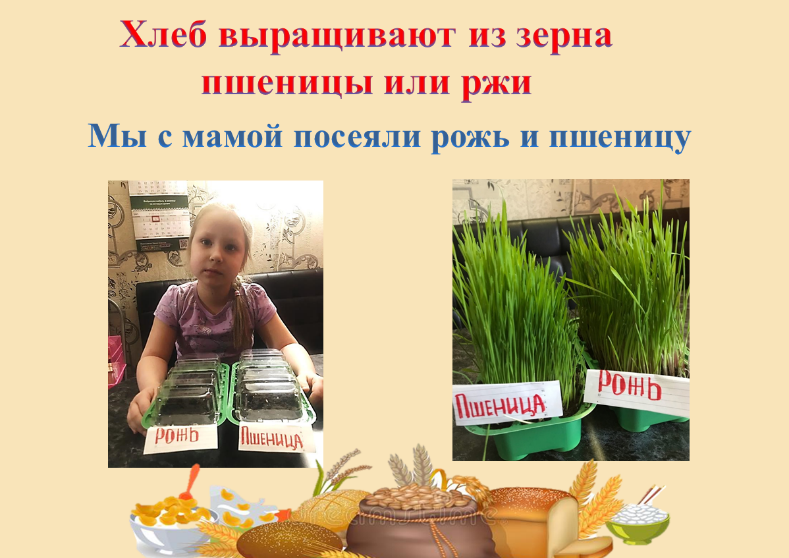 Хлеб выращивают из зерна
пшеницы или ржи
Мы с мамой посеяли рожь и пшеницу
РОЖЬ
ПШЕНИЦА
ПШЕНИЦА
РОЖЬ